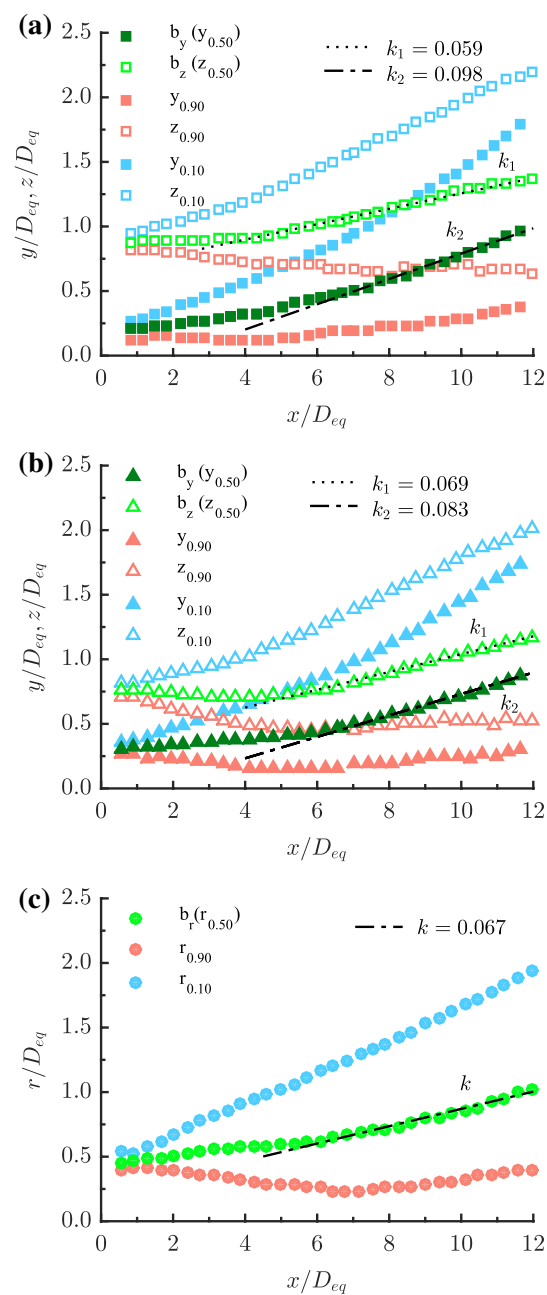 (a)
b_y(y_0.50)
b_z(z_0.50)
y_0.90
z_0.90
y_0.10
z_0.10
k_1 = 0.059
k_2 = 0.098
k_1
k_2
y/D_eq, z/D_eq
2.5
2.0
1.5
1.0
0.5
0.0
0 2 4 6 8 10 12
x/D_eq
(b)
b_y(y_0.50)
b_z(z_0.50)
y_0.90
z_0.90
y_0.10
z_0.10
k_1 = 0.069
k_2 = 0.083
k_1
k_2
y/D_eq, z/D_eq
2.5
2.0
1.5
1.0
0.5
0.0
0 2 4 6 8 10 12
x/D_eq
(c)
b_r(r_0.50)
r_0.90
r_0.10
k = 0.067
k
r/D_eq
2.5
2.0
1.5
1.0
0.5
0.0
0 2 4 6 8 10 12
x/D_eq